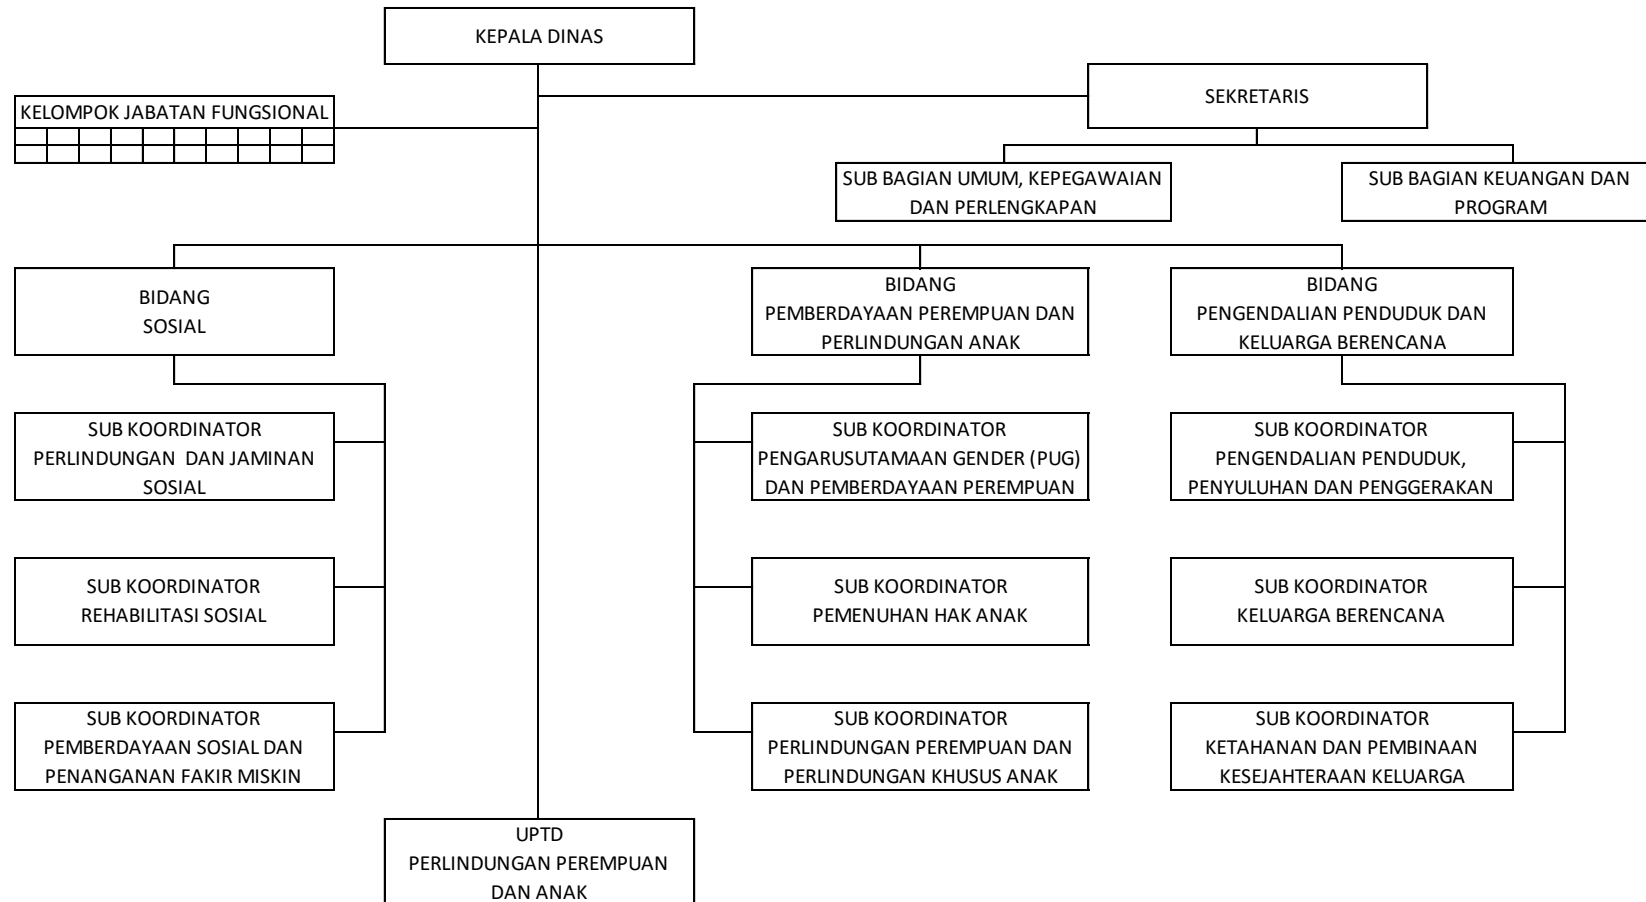 KEPALA DINAS
SEKRETARIS
KELOMPOK JABATAN FUNGSIONAL
SUB BAGIAN UMUM, KEPEGAWAIAN
DAN PERLENGKAPAN
SUB BAGIAN KEUANGAN DAN
PROGRAM
BIDANG
SOSIAL
BIDANG
PEMBERDAYAAN PEREMPUAN DAN
PERLINDUNGAN ANAK
BIDANG
PENGENDALIAN PENDUDUK DAN
KELUARGA BERENCANA
SUB KOORDINATOR
PERLINDUNGAN  DAN JAMINAN
SOSIAL
SUB KOORDINATOR
PENGARUSUTAMAAN GENDER (PUG)
DAN PEMBERDAYAAN PEREMPUAN
SUB KOORDINATOR
PENGENDALIAN PENDUDUK,
PENYULUHAN DAN PENGGERAKAN
SUB KOORDINATOR
REHABILITASI SOSIAL
SUB KOORDINATOR
PEMENUHAN HAK ANAK
SUB KOORDINATOR
KELUARGA BERENCANA
SUB KOORDINATOR
PEMBERDAYAAN SOSIAL DAN
PENANGANAN FAKIR MISKIN
SUB KOORDINATOR
PERLINDUNGAN PEREMPUAN DAN
PERLINDUNGAN KHUSUS ANAK
SUB KOORDINATOR
KETAHANAN DAN PEMBINAAN
KESEJAHTERAAN KELUARGA
UPTD
PERLINDUNGAN PEREMPUAN
DAN ANAK